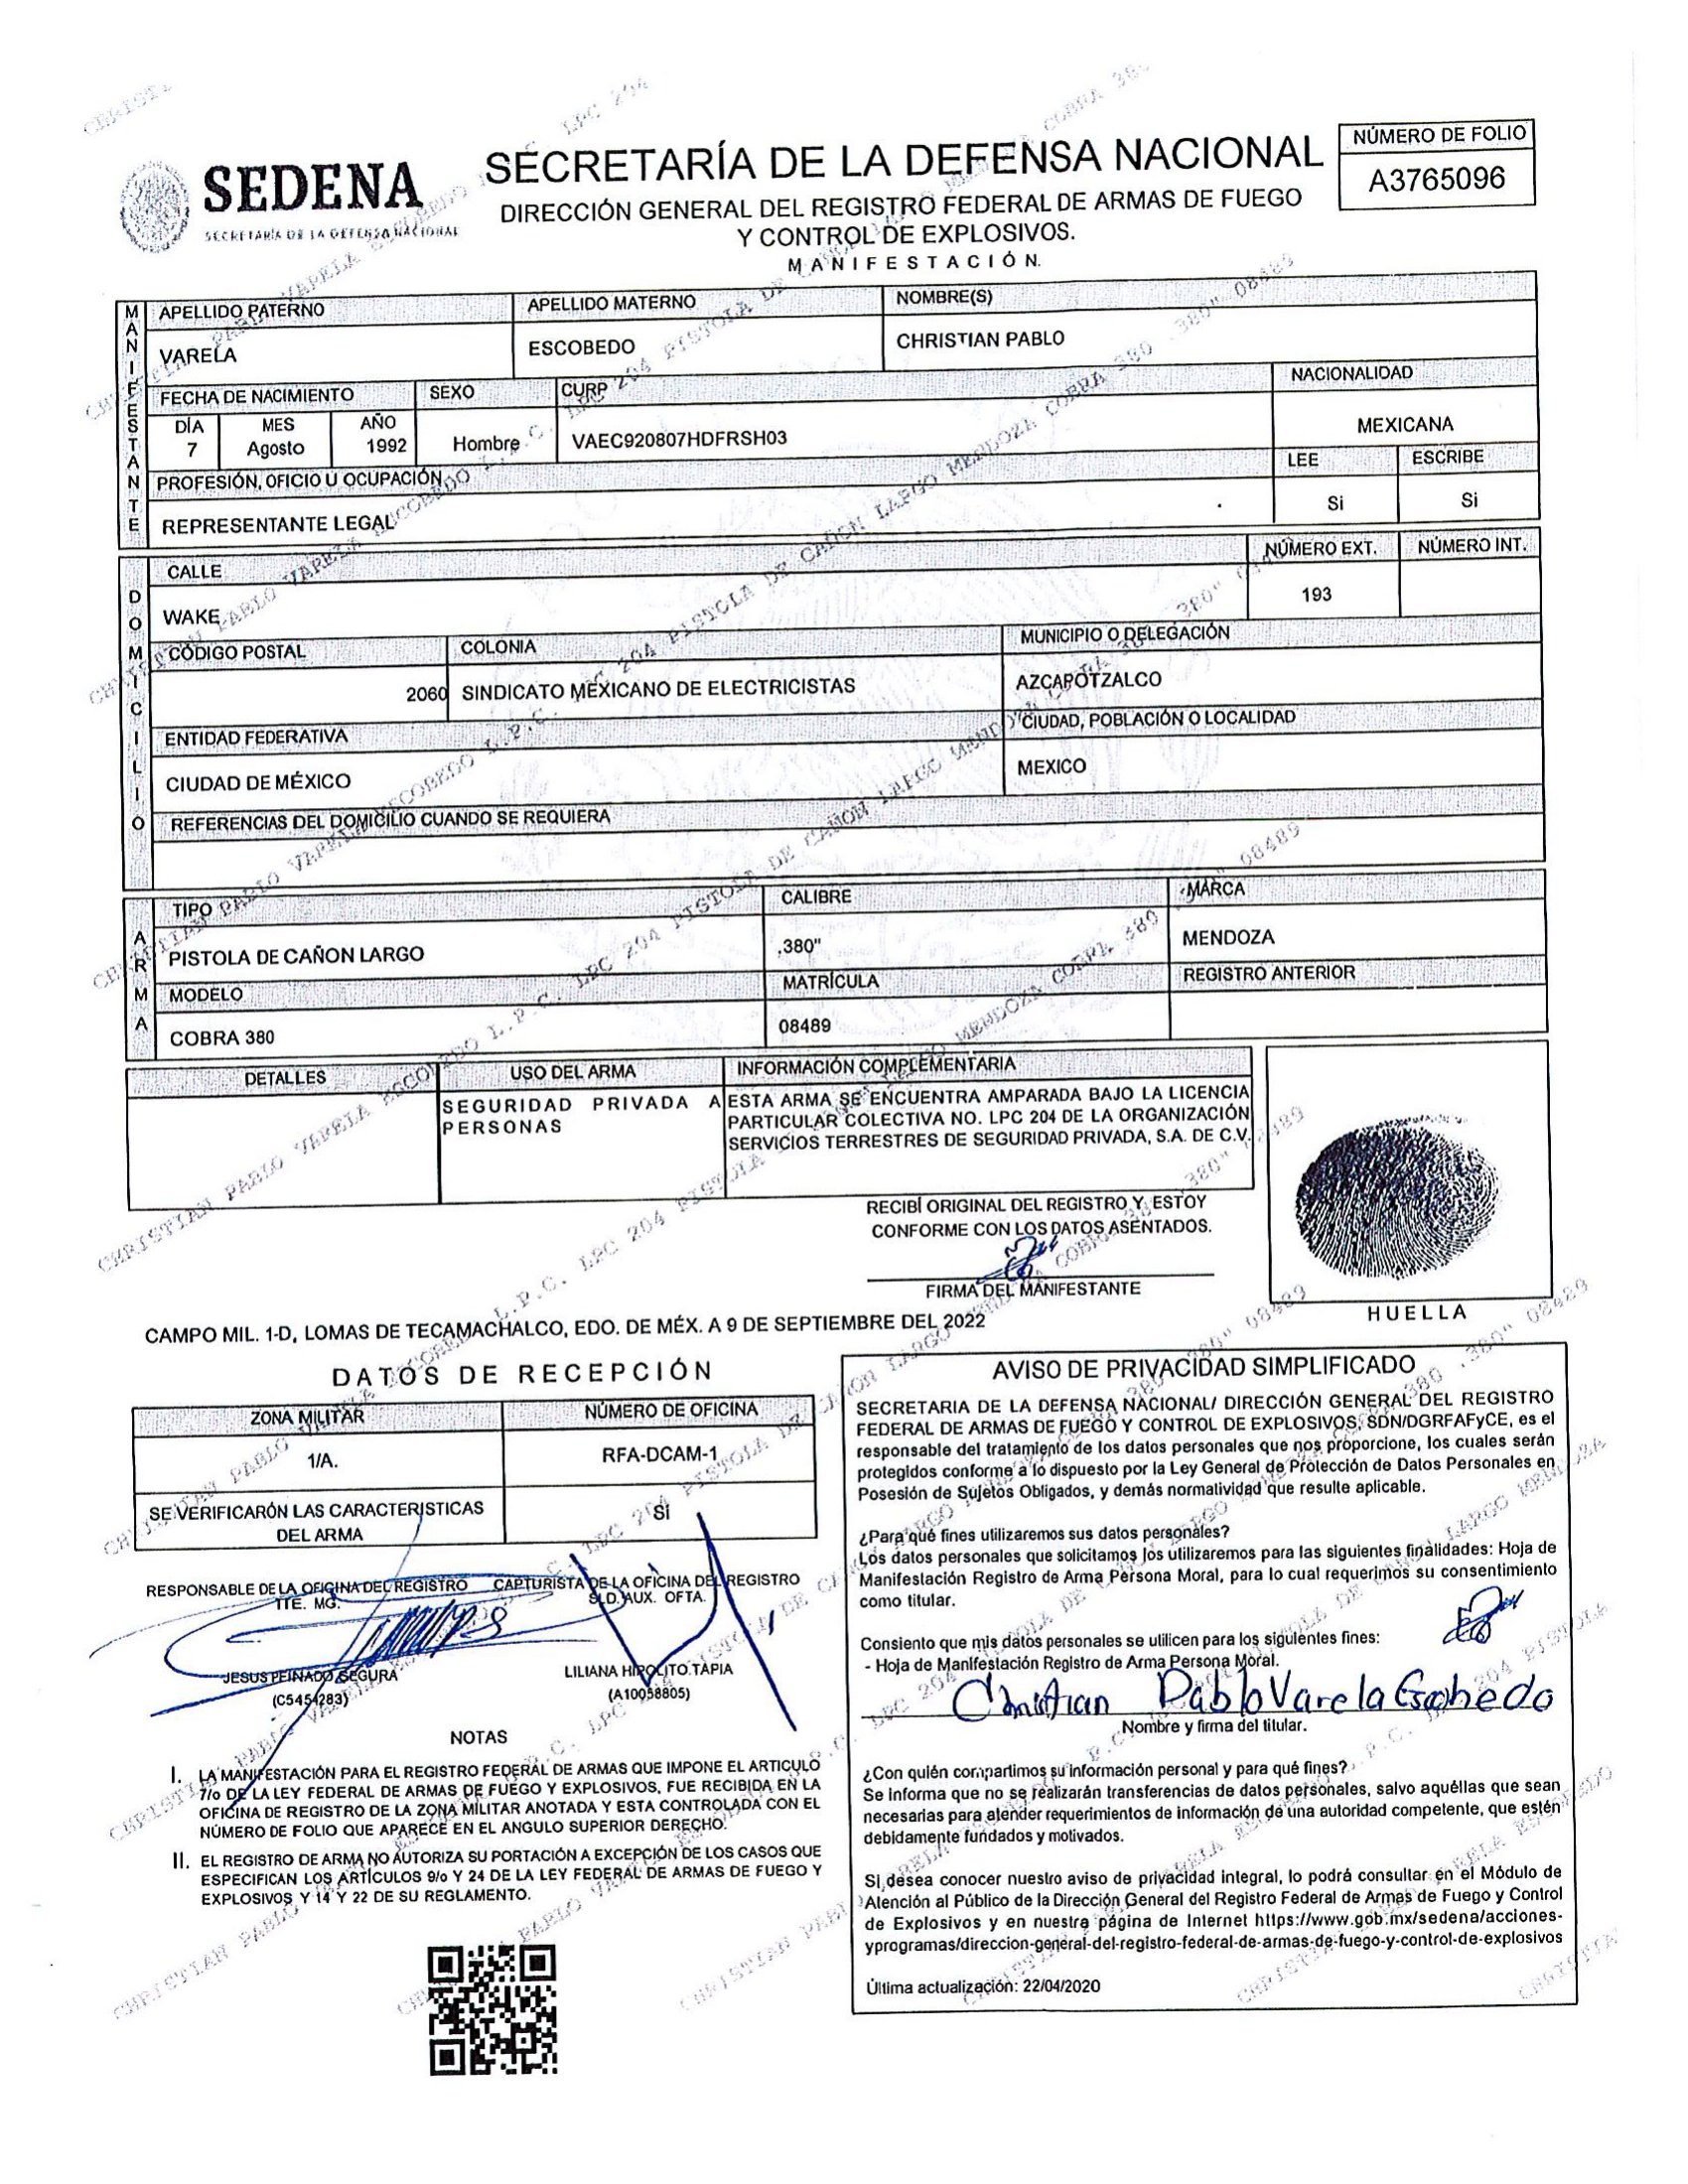 SEDENA
SECRETARÍA DE LA DEFENSA NACIONAL
SECRETARÍA DE LA DEFENSA NACIONAL
DIRECCIÓN GENERAL DEL REGISTRO FEDERAL DE ARMAS DE FUEGO
Y CONTROL DE EXPLOSIVOS.
MANIFESTACIÓN.
NÚMERO DE FOLIO
A3765096
MANIFESTANTE
APELLIDO PATERNO APELLIDO MATERNO NOMBRE(S)
VARELA ESCOBEDO CHRISTIAN PABLO
FECHA DE NACIMIENTO SEXO CURP NACIONALIDAD
DÍA MES AÑO
7 Agosto 1992 Hombre VAEC920807HDFRSH03 MEXICANA
PROFESIÓN, OFICIO U OCUPACIÓN LEE ESCRIBE
REPRESENTANTE LEGAL Si Si
DOMICILIO
CALLE NÚMERO EXT. NÚMERO INT.
WAKE 193
CÓDIGO POSTAL COLONIA MUNICIPIO O DELEGACIÓN
2060 SINDICATO MEXICANO DE ELECTRICISTAS AZCAPOTZALCO
ENTIDAD FEDERATIVA CIUDAD, POBLACIÓN O LOCALIDAD
CIUDAD DE MÉXICO MEXICO
REFERENCIAS DEL DOMICILIO CUANDO SE REQUIERA
ARMA
TIPO CALIBRE MARCA
PISTOLA DE CAÑON LARGO .380" MENDOZA
MODELO MATRÍCULA REGISTRO ANTERIOR
COBRA 380 08489
DETALLES USO DEL ARMA INFORMACIÓN COMPLEMENTARIA
SEGURIDAD PRIVADA A
PERSONAS
ESTA ARMA SE ENCUENTRA AMPARADA BAJO LA LICENCIA
PARTICULAR COLECTIVA NO. LPC 204 DE LA ORGANIZACIÓN
SERVICIOS TERRESTRES DE SEGURIDAD PRIVADA, S.A. DE C.V.
RECIBÍ ORIGINAL DEL REGISTRO Y ESTOY
CONFORME CON LOS DATOS ASENTADOS.
FIRMA DEL MANIFESTANTE
HUELLA
CAMPO MIL. 1-D, LOMAS DE TECAMACHALCO, EDO. DE MÉX. A 9 DE SEPTIEMBRE DEL 2022
DATOS DE RECEPCIÓN
ZONA MILITAR NÚMERO DE OFICINA
1/A. RFA-DCAM-1
SE VERIFICARÓN LAS CARACTERISTICAS
DEL ARMA
Si
RESPONSABLE DE LA OFICINA DEL REGISTRO
TTE. MG.
JESUS PEINADO SEGURA
(C5454283)
CAPTURISTA DE LA OFICINA DEL REGISTRO
SLD. AUX. OFTA.
LILIANA HIPOLITO TAPIA
(A10058805)
NOTAS
I. LA MANIFESTACIÓN PARA EL REGISTRO FEDERAL DE ARMAS QUE IMPONE EL ARTICULO
7/o DE LA LEY FEDERAL DE ARMAS DE FUEGO Y EXPLOSIVOS, FUE RECIBIDA EN LA
OFICINA DE REGISTRO DE LA ZONA MILITAR ANOTADA Y ESTA CONTROLADA CON EL
NÚMERO DE FOLIO QUE APARECE EN EL ANGULO SUPERIOR DERECHO.
II. EL REGISTRO DE ARMA NO AUTORIZA SU PORTACIÓN A EXCEPCIÓN DE LOS CASOS QUE
ESPECIFICAN LOS ARTÍCULOS 9/o Y 24 DE LA LEY FEDERAL DE ARMAS DE FUEGO Y
EXPLOSIVOS Y 14 Y 22 DE SU REGLAMENTO.
AVISO DE PRIVACIDAD SIMPLIFICADO
SECRETARIA DE LA DEFENSA NACIONAL/ DIRECCIÓN GENERAL DEL REGISTRO
FEDERAL DE ARMAS DE FUEGO Y CONTROL DE EXPLOSIVOS, SDN/DGRFAFyCE, es el
responsable del tratamiento de los datos personales que nos proporcione, los cuales serán
protegidos conforme a lo dispuesto por la Ley General de Protección de Datos Personales en
Posesión de Sujetos Obligados, y demás normatividad que resulte aplicable.
¿Para qué fines utilizaremos sus datos personales?
Los datos personales que solicitamos los utilizaremos para las siguientes finalidades: Hoja de
Manifestación Registro de Arma Persona Moral, para lo cual requerimos su consentimiento
como titular.
Consiento que mis datos personales se utilicen para los siguientes fines:
- Hoja de Manifestación Registro de Arma Persona Moral.
Christian Pablo Varela Escobedo
Nombre y firma del titular.
¿Con quién compartimos su información personal y para qué fines?
Se informa que no se realizarán transferencias de datos personales, salvo aquéllas que sean
necesarias para atender requerimientos de información de una autoridad competente, que estén
debidamente fundados y motivados.
Si desea conocer nuestro aviso de privacidad integral, lo podrá consultar en el Módulo de
Atención al Público de la Dirección General del Registro Federal de Armas de Fuego y Control
de Explosivos y en nuestra página de Internet https://www.gob.mx/sedena/acciones-
yprogramas/direccion-general-del-registro-federal-de-armas-de-fuego-y-control-de-explosivos
Última actualización: 22/04/2020